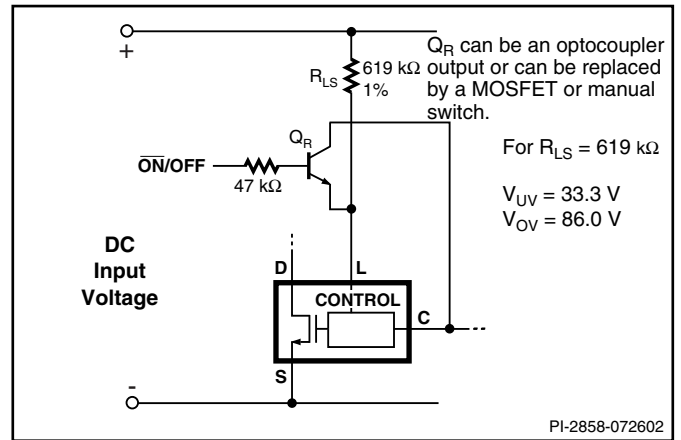 +
R_LS
619 kΩ
1%
Q_R can be an optocoupler
output or can be replaced
by a MOSFET or manual
switch.
Q_R
For R_LS = 619 kΩ
ON/OFF
47 kΩ
V_UV = 33.3 V
V_OV = 86.0 V
DC
Input
Voltage
D
L
CONTROL
C
S
-
PI-2858-072602